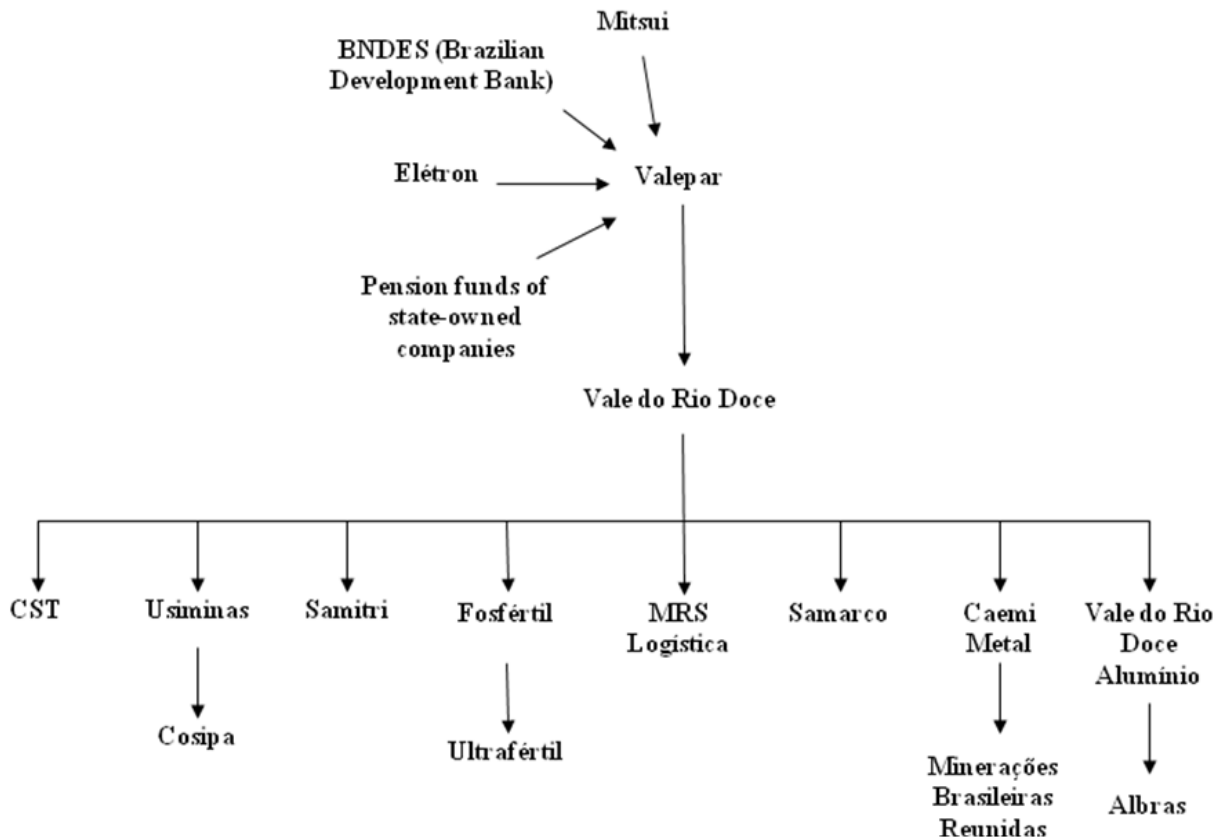 Mitsui
BNDES (Brazilian
Development Bank)
Elétron
Valepar
Pension funds of
state-owned
companies
Vale do Rio Doce
CST
Usiminas
Samitri
Fosfértil
MRS
Logística
Samarco
Caemi
Metal
Vale do Rio
Doce
Alumínio
Cosipa
Ultrafértil
Minerações
Brasileiras
Reunidas
Albras